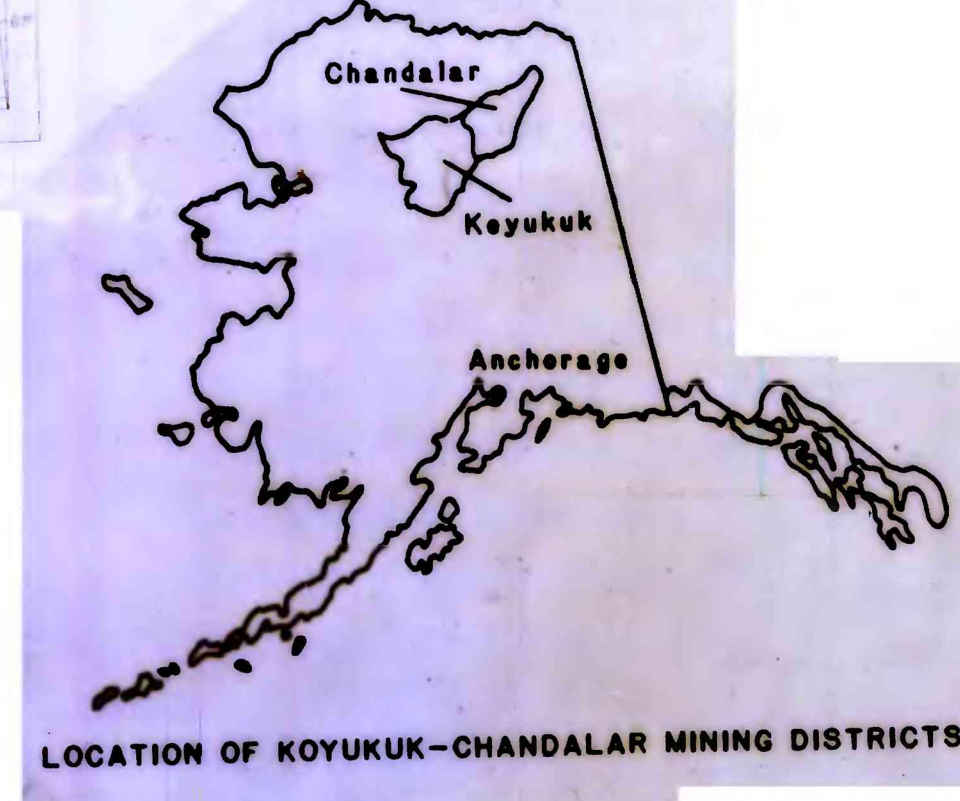 Chandalar
Koyukuk
Anchorage
LOCATION OF KOYUKUK-CHANDALAR MINING DISTRICTS